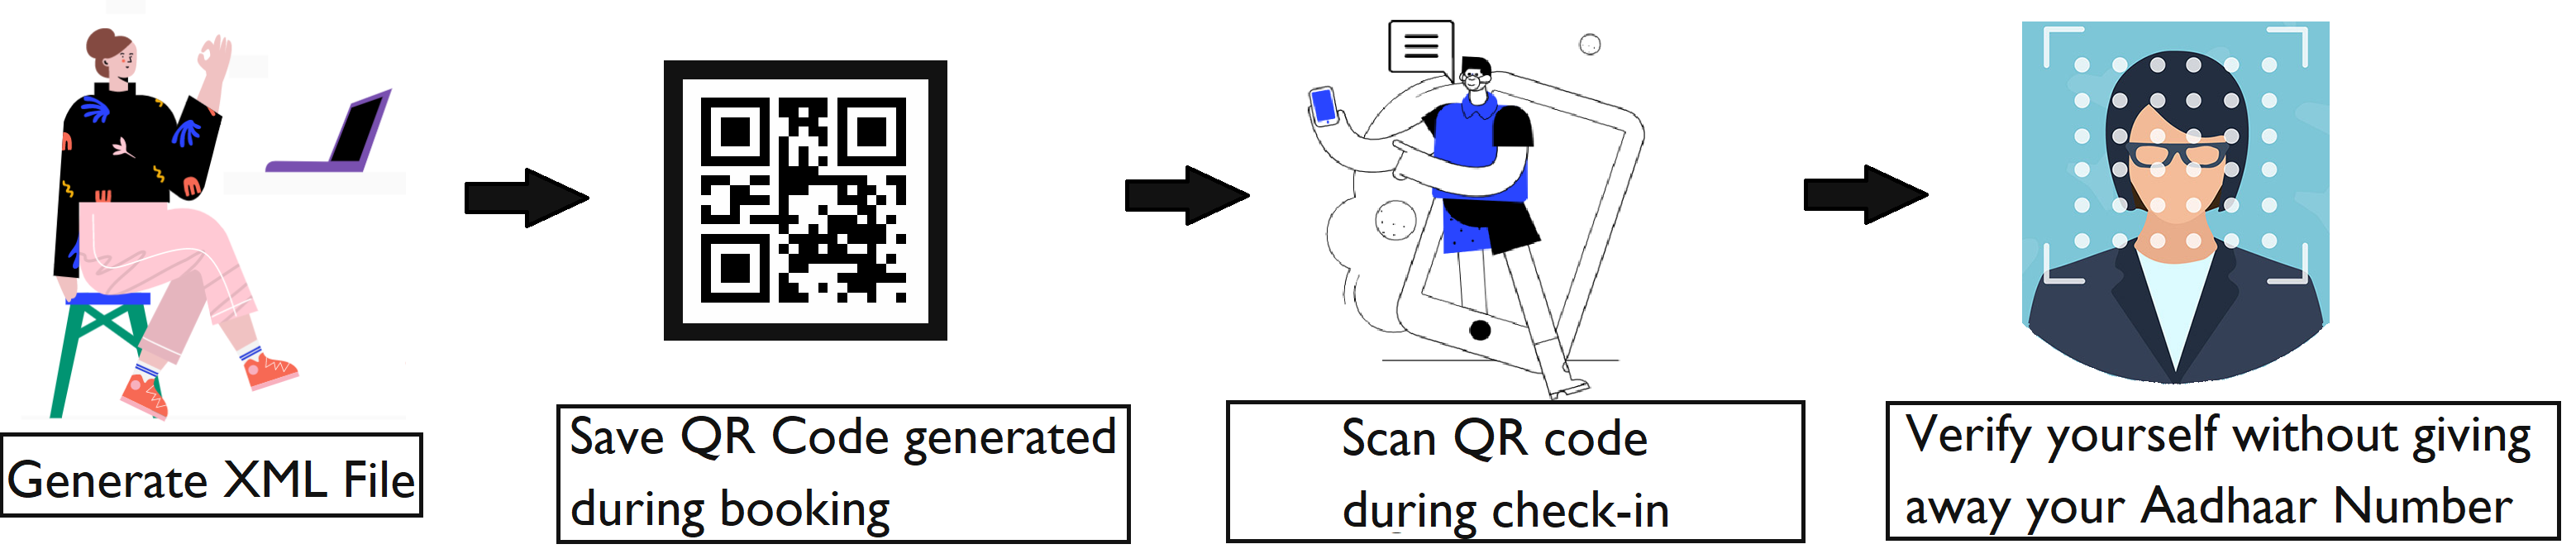 Generate XML File
Save QR Code generated
during booking
Scan QR code
during check-in
Verify yourself without giving
away your Aadhaar Number